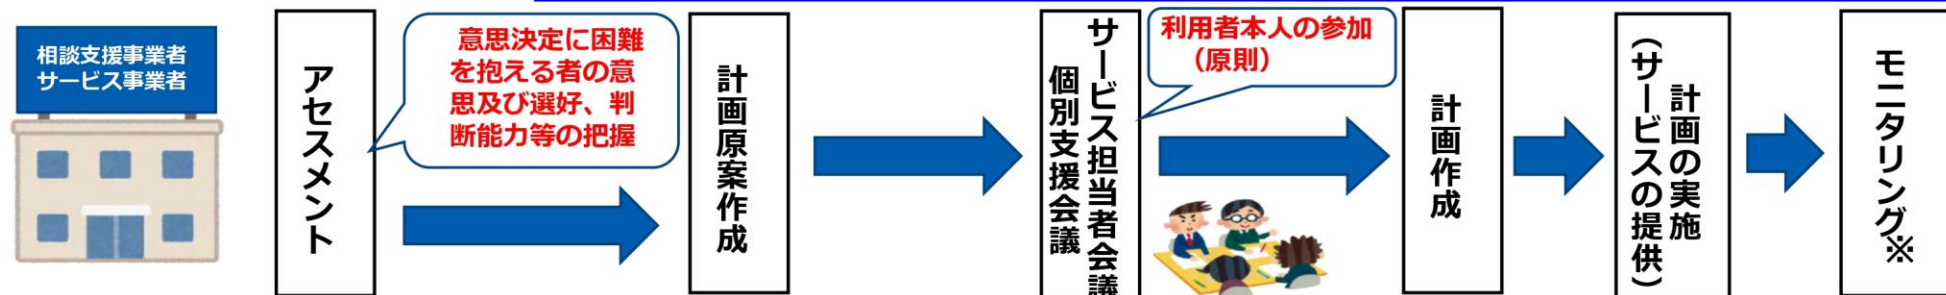 相談支援事業者
サービス事業者
アセスメント
意思決定に困難
を抱える者の意
思及び選好、判
断能力等の把握
計画原案作成
サービス担当者会議
個別支援会議
利用者本人の参加
（原則）
計画作成
計画の実施
（サービスの提供）
モニタリング※